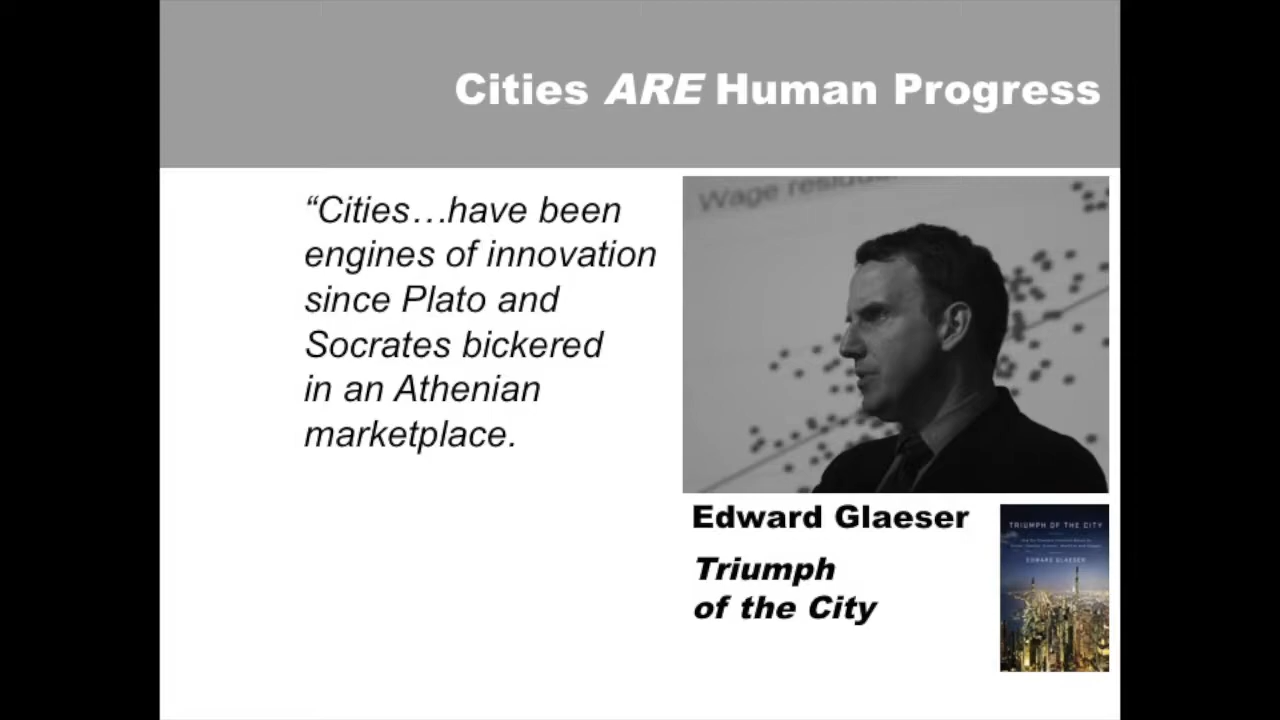 Cities ARE Human Progress
“Cities…have been
engines of innovation
since Plato and
Socrates bickered
in an Athenian
marketplace.
Wage
Edward Glaeser
Triumph
of the City
TRIUMPH OF THE CITY
EDWARD GLAESER